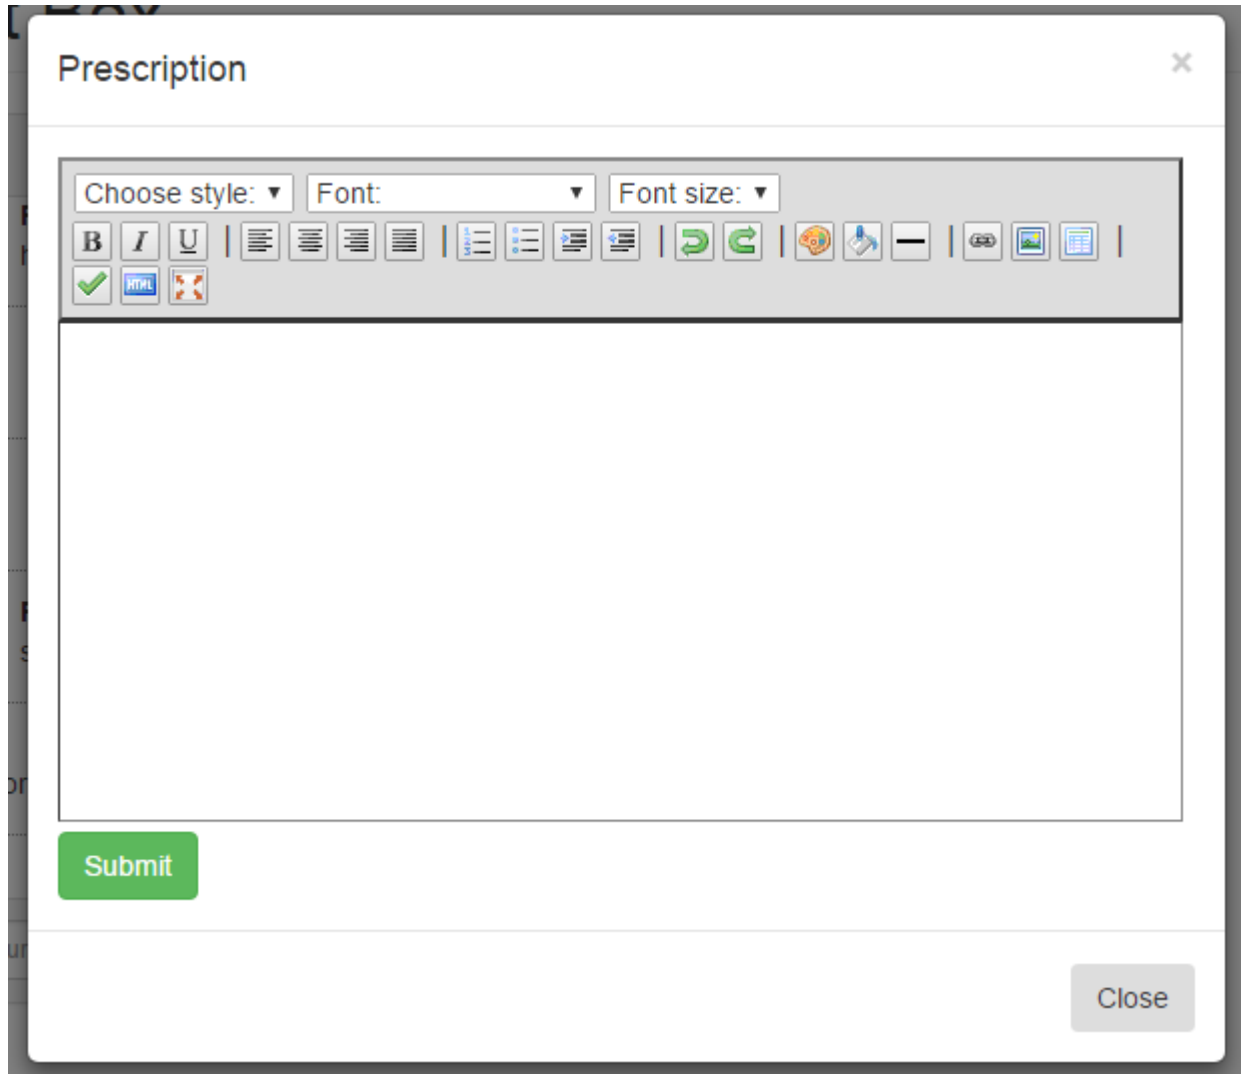 Prescription ×
Choose style: Font: Font size:
B I U
HTML
Submit
Close